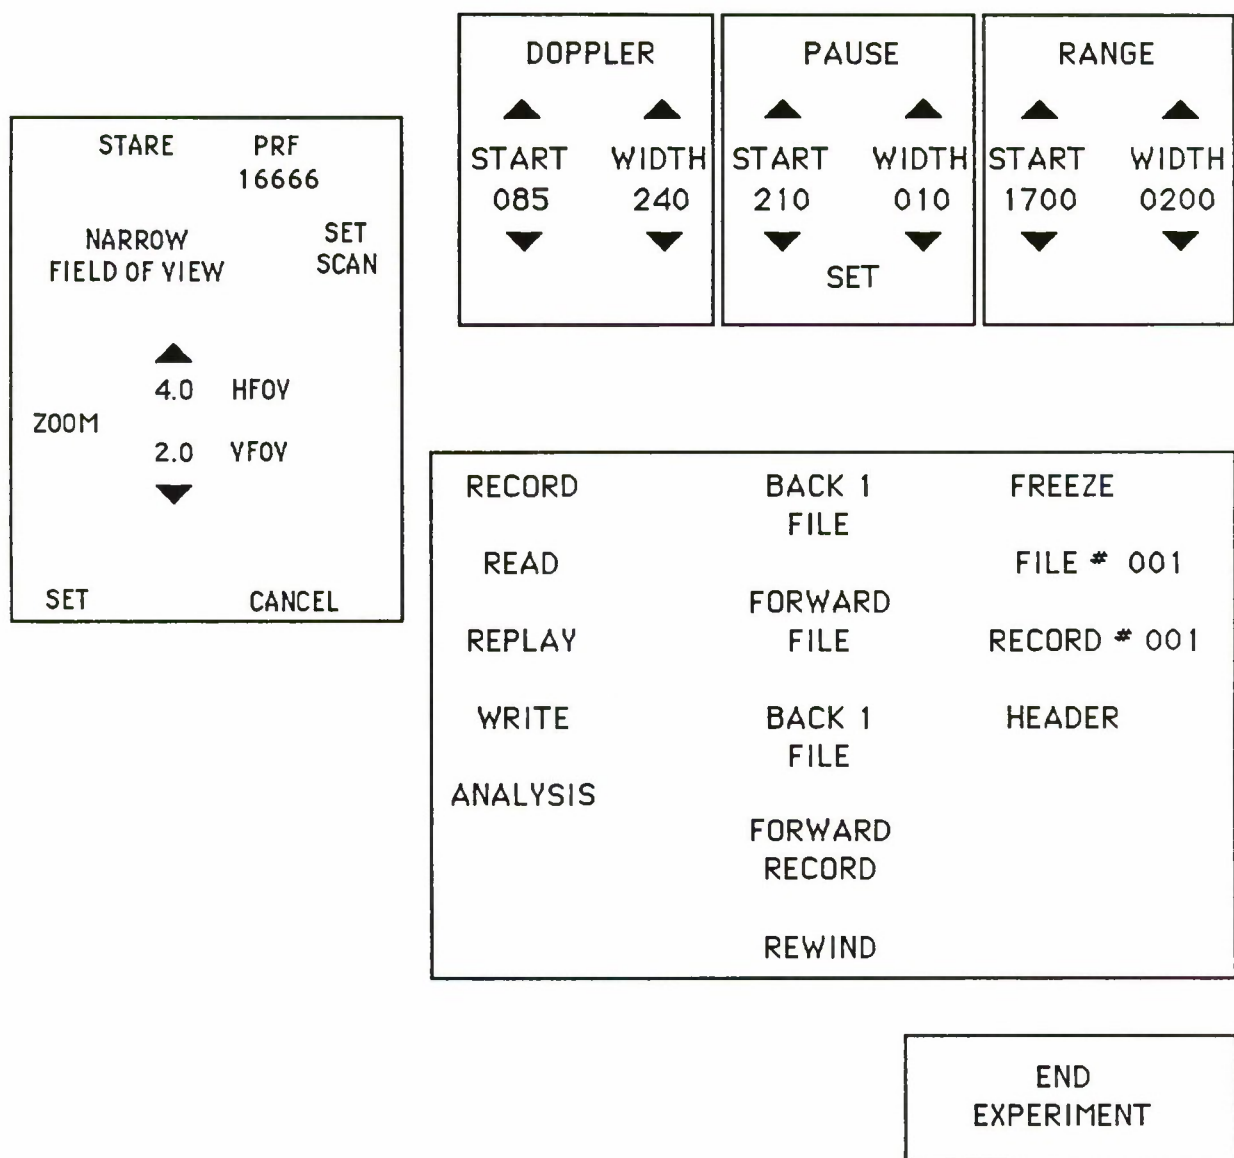 DOPPLER
START WIDTH
085 240
PAUSE
START WIDTH
210 010
SET
RANGE
START WIDTH
1700 0200
STARE PRF
16666
NARROW
FIELD OF VIEW
SET
SCAN
4.0 HFOV
ZOOM
2.0 VFOV
SET CANCEL
RECORD
READ
REPLAY
WRITE
ANALYSIS
BACK 1
FILE
FORWARD
FILE
BACK 1
FILE
FORWARD
RECORD
REWIND
FREEZE
FILE # 001
RECORD # 001
HEADER
END
EXPERIMENT